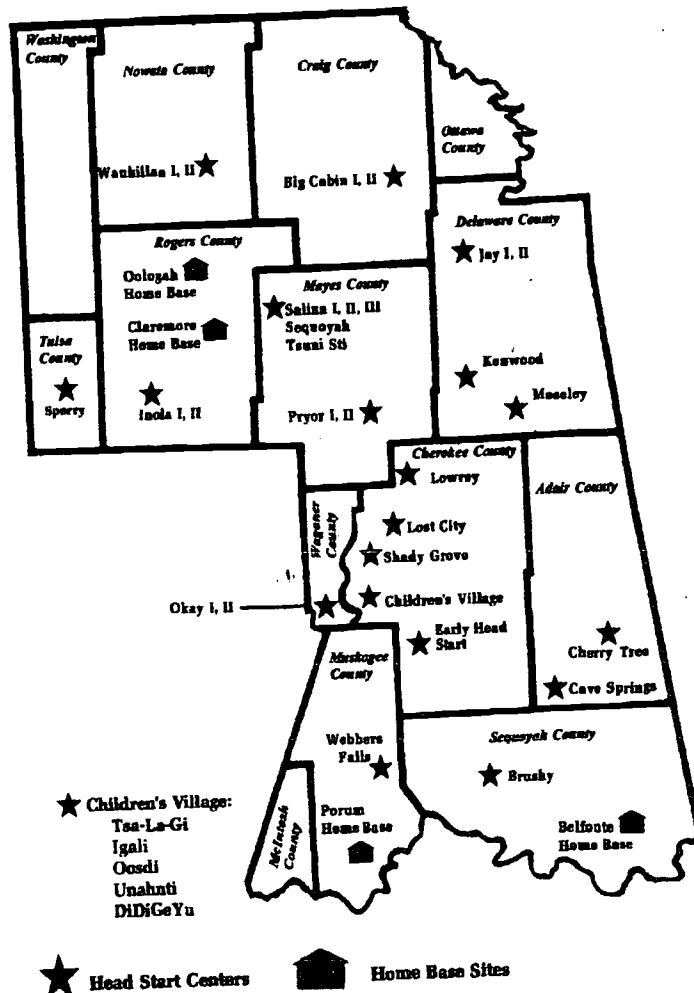 Washington
County
Nowata County
Craig County
Ottawa
County
Wauhillau I, II
Big Cabin I, II
Delaware County
Jay I, II
Rogers County
Oologah
Home Base
Mayes County
Salina I, II, III
Sequoyah
Tsuni Sti
Claremore
Home Base
Tulsa
County
Sperry
Inola I, II
Pryor I, II
Kenwood
Moseley
Cherokee County
Lowrey
Adair County
Wagoner
County
Lost City
Shady Grove
Children's Village
Okay I, II
Early Head
Start
Cherry Tree
Cave Springs
Muskogee
County
Webbers
Falls
Sequoyah County
Brushy
Porum
Home Base
Belfonte
Home Base
McIntosh
County
Children's Village:
Tsa-La-Gi
Igali
Oosdi
Unahnti
DiDiGeYu
Head Start Centers
Home Base Sites